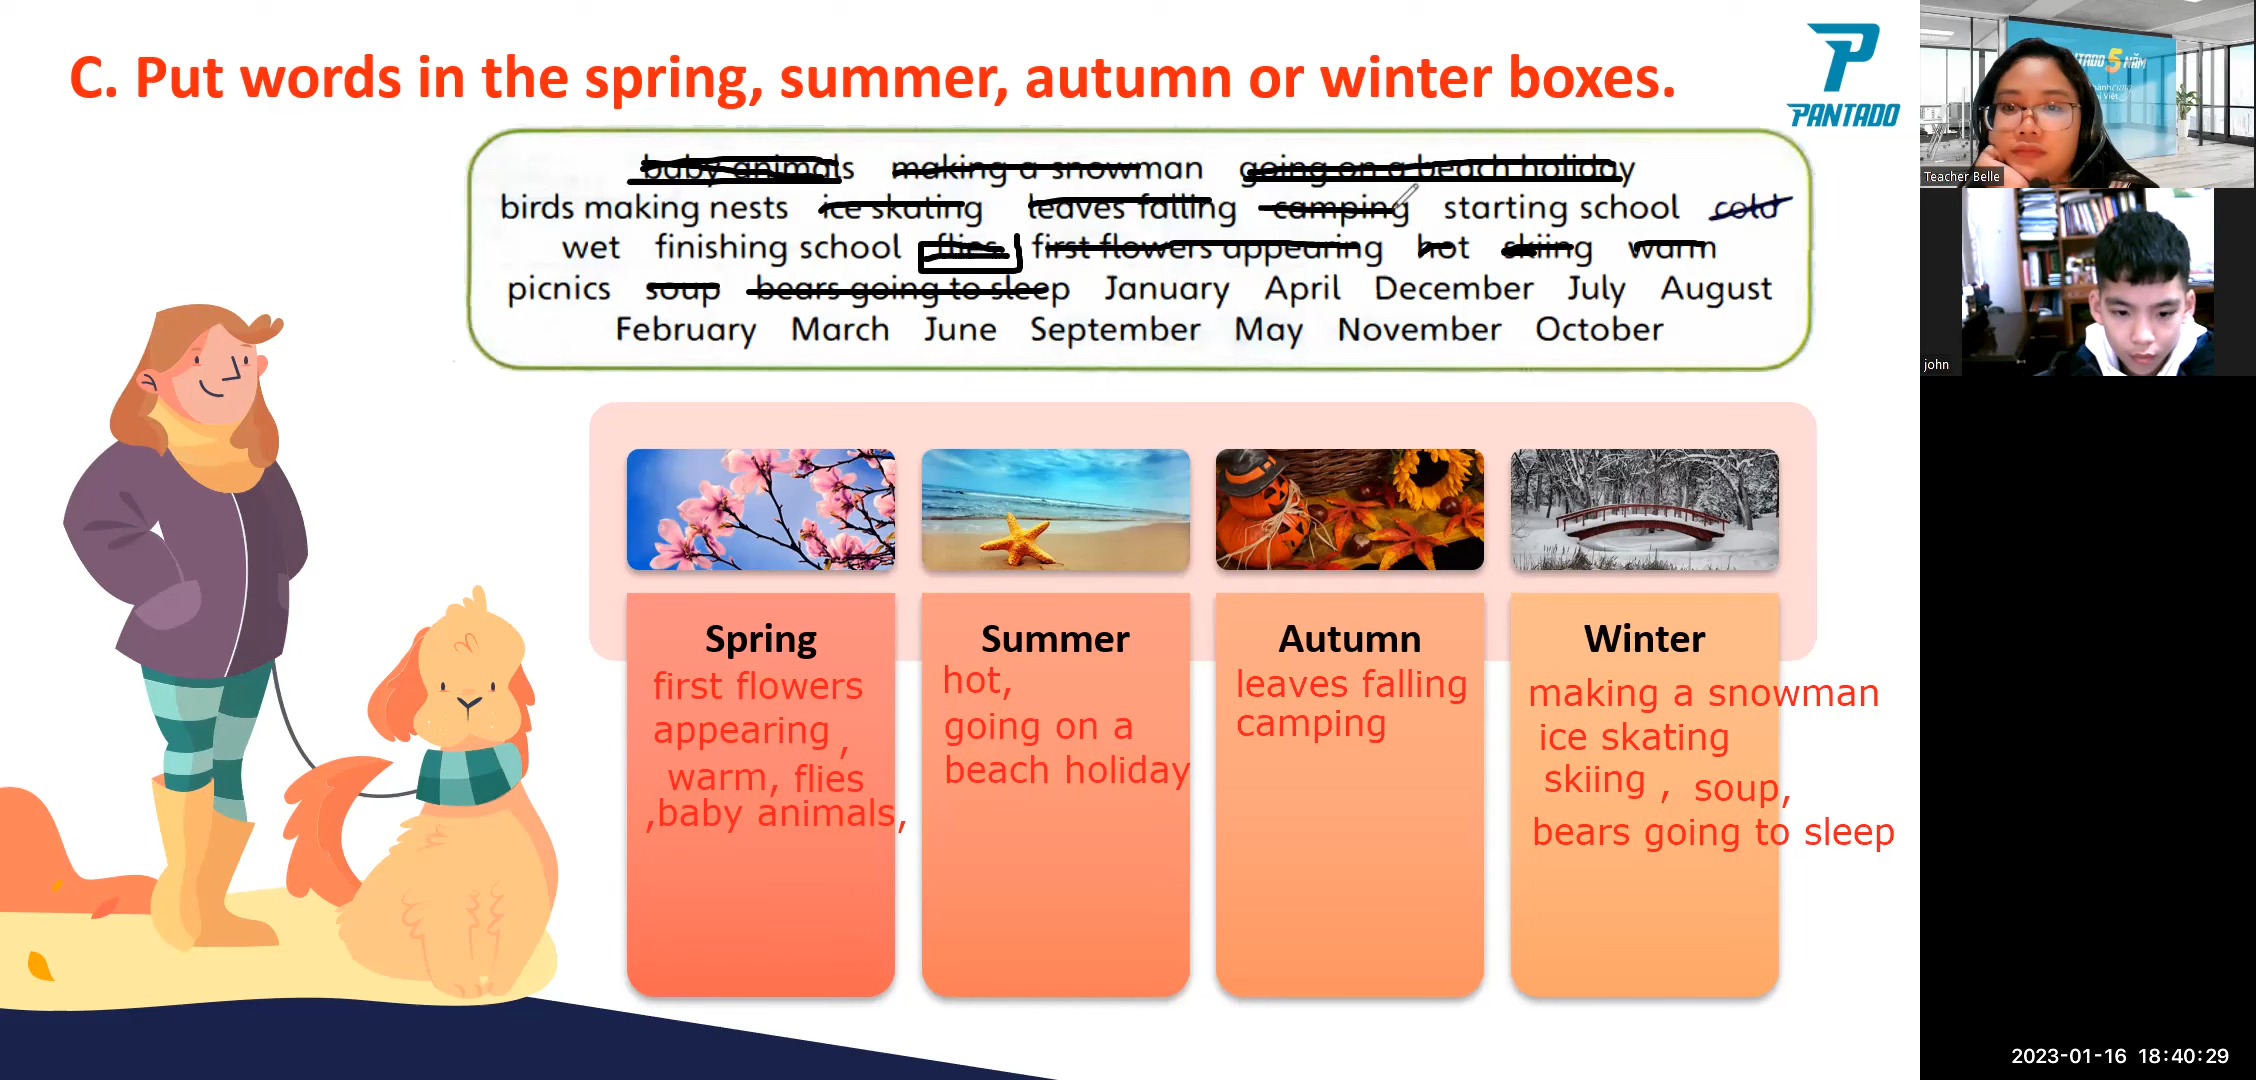 C. Put words in the spring, summer, autumn or winter boxes.
PANTADO
baby animals making a snowman going on a beach holiday
birds making nests ice skating leaves falling camping starting school cold
wet finishing school flies first flowers appearing hot skiing warm
picnics soup bears going to sleep January April December July August
February March June September May November October
Spring
first flowers
appearing ,
warm, flies
,baby animals,
Summer
hot,
going on a
beach holiday
Autumn
leaves falling
camping
Winter
making a snowman
ice skating
skiing , soup,
bears going to sleep
5 NĂM
Teacher Belle
john
2023-01-16 18:40:29